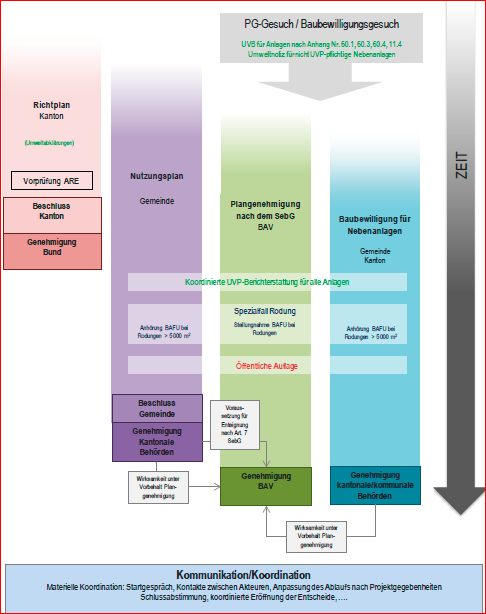 PG-Gesuch / Baubewilligungsgesuch
UVB für Anlagen nach Anhang Nr. 60.1, 60.3, 60.4, 11.4
Umweltnotiz für nicht UVP-pflichtige Nebenanlagen
Richtplan
Kanton
(Umweltabklärungen)
Vorprüfung ARE
Beschluss
Kanton
Genehmigung
Bund
Nutzungsplan
Gemeinde
Plangenehmigung
nach dem SebG
BAV
Baubewilligung für
Nebenanlagen
Gemeinde
Kanton
ZEIT
Koordinierte UVP-Berichterstattung für alle Anlagen
Anhörung BAFU bei
Rodungen > 5000 m²
Spezialfall Rodung
Stellungnahme BAFU bei
Rodungen
Anhörung BAFU bei
Rodungen > 5000 m²
Öffentliche Auflage
Beschluss
Gemeinde
Genehmigung
Kantonale
Behörden
Voraus-
setzung für
Enteignung
nach Art. 7
SebG
Wirksamkeit unter
Vorbehalt Plan-
genehmigung
Genehmigung
BAV
Genehmigung
kantonale/kommunale
Behörden
Wirksamkeit unter
Vorbehalt Plan-
genehmigung
Kommunikation/Koordination
Materielle Koordination: Startgespräch, Kontakte zwischen Akteuren, Anpassung des Ablaufs nach Projektgegebenheiten
Schlussabstimmung, koordinierte Eröffnung der Entscheide, ....